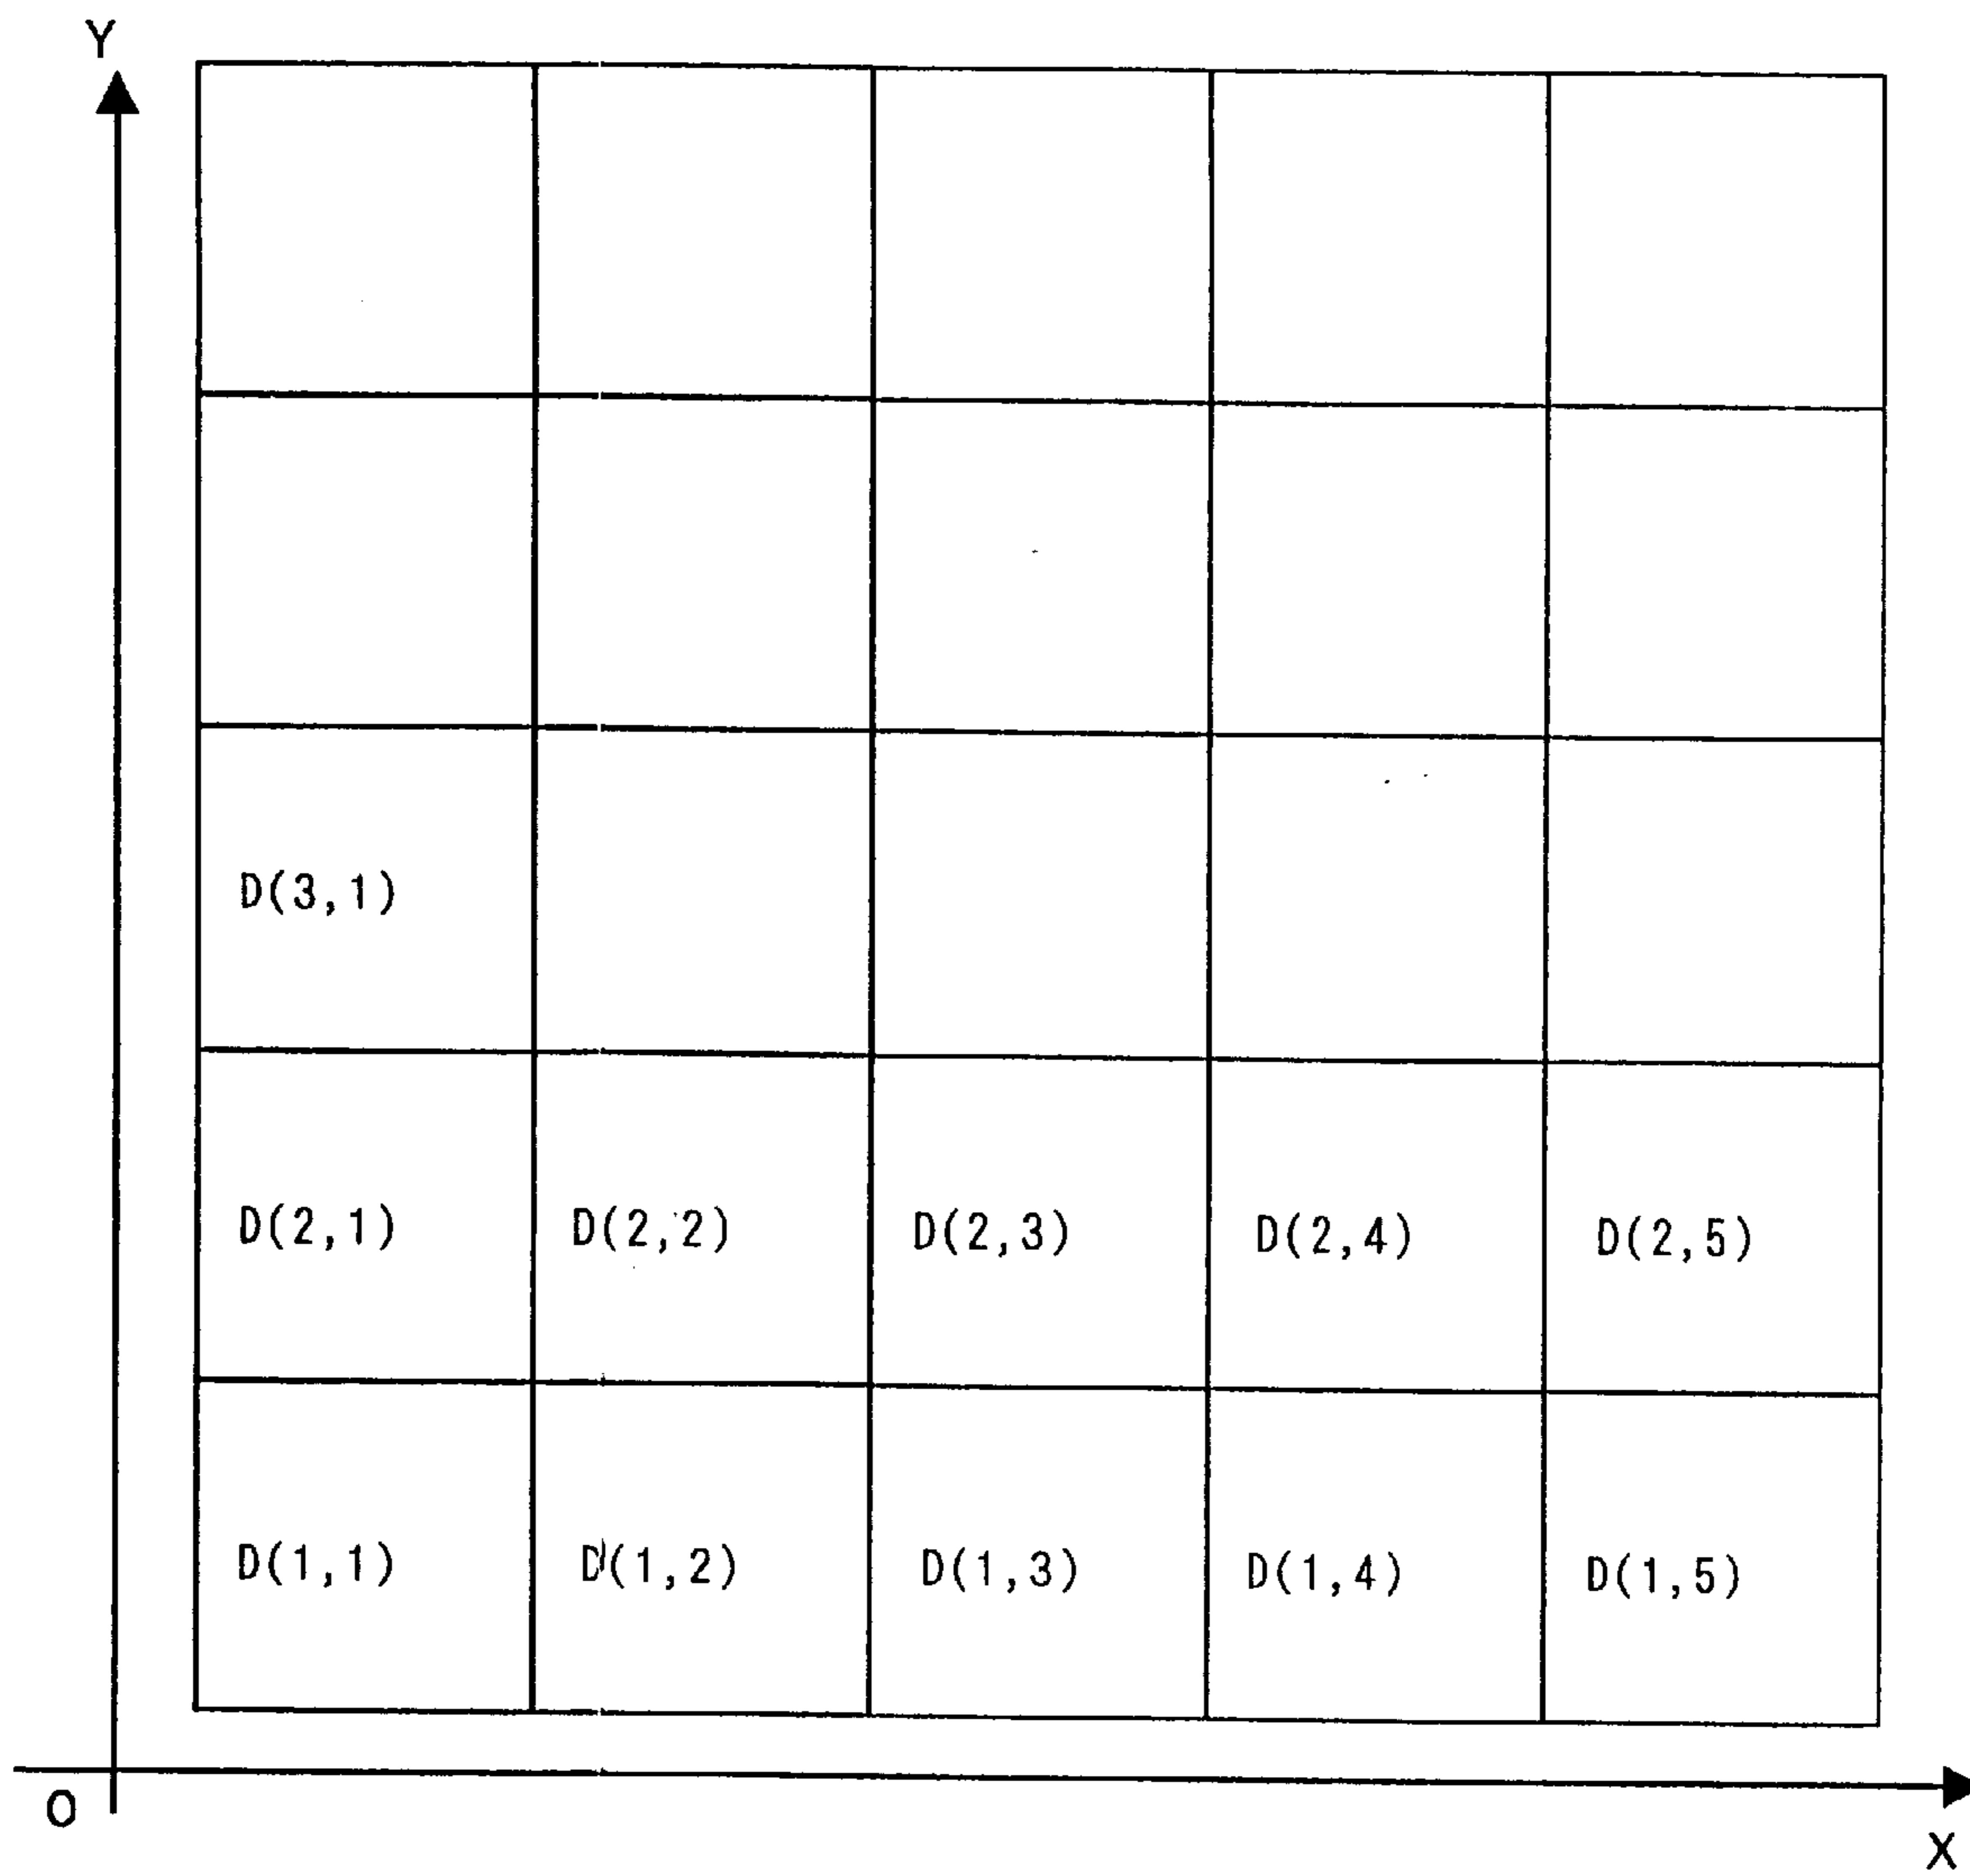 Y
D(3,1)
D(2,1) D(2,2) D(2,3) D(2,4) D(2,5)
D(1,1) D(1,2) D(1,3) D(1,4) D(1,5)
O
X